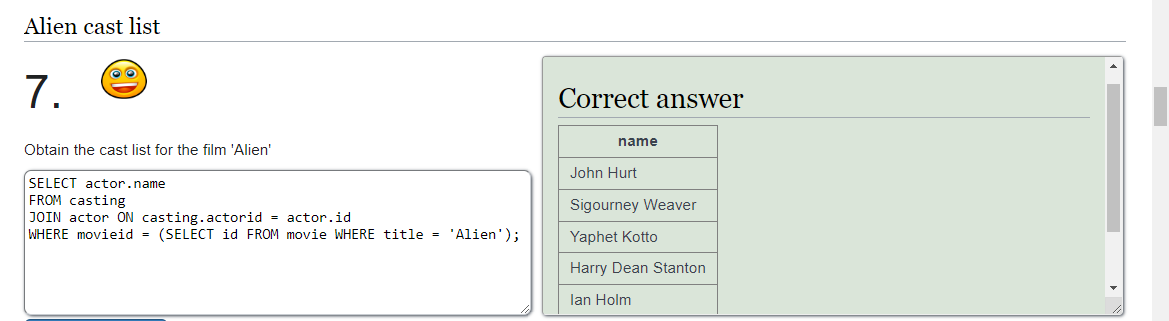 Alien cast list
7.
Obtain the cast list for the film 'Alien'
SELECT actor.name
FROM casting
JOIN actor ON casting.actorid = actor.id
WHERE movieid = (SELECT id FROM movie WHERE title = 'Alien');
Correct answer
name
John Hurt
Sigourney Weaver
Yaphet Kotto
Harry Dean Stanton
Ian Holm